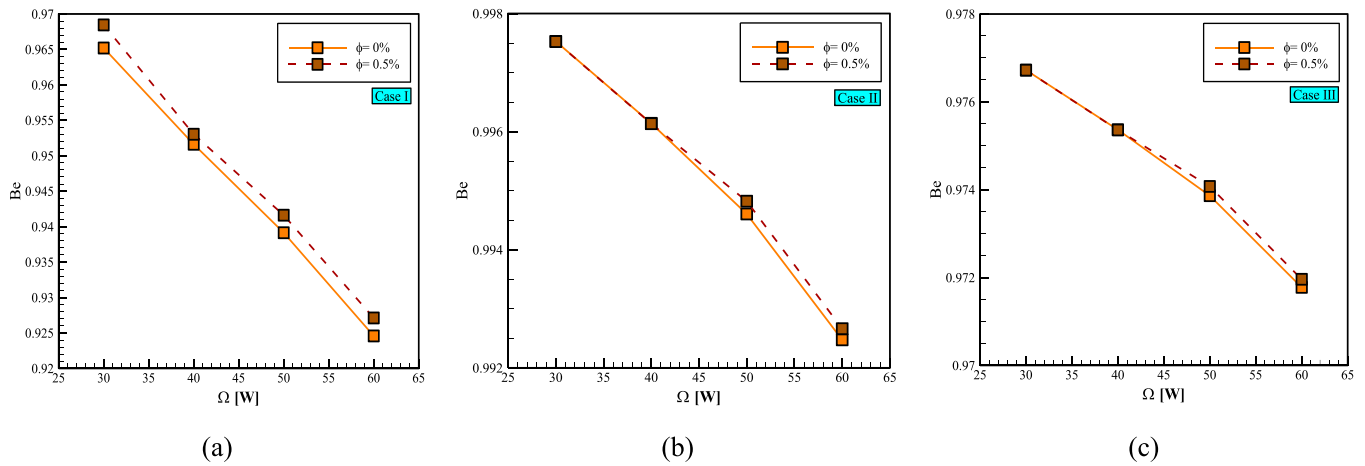 0.97
0.965
0.96
0.955
0.95
0.945
0.94
0.935
0.93
0.925
0.92
Be
25 30 35 40 45 50 55 60 65
Ω [W]
ϕ= 0%
ϕ= 0.5%
Case I
(a)
0.998
0.996
0.994
0.992
Be
25 30 35 40 45 50 55 60 65
Ω [W]
ϕ= 0%
ϕ= 0.5%
Case II
(b)
0.978
0.976
0.974
0.972
0.97
Be
25 30 35 40 45 50 55 60 65
Ω [W]
ϕ= 0%
ϕ= 0.5%
Case III
(c)